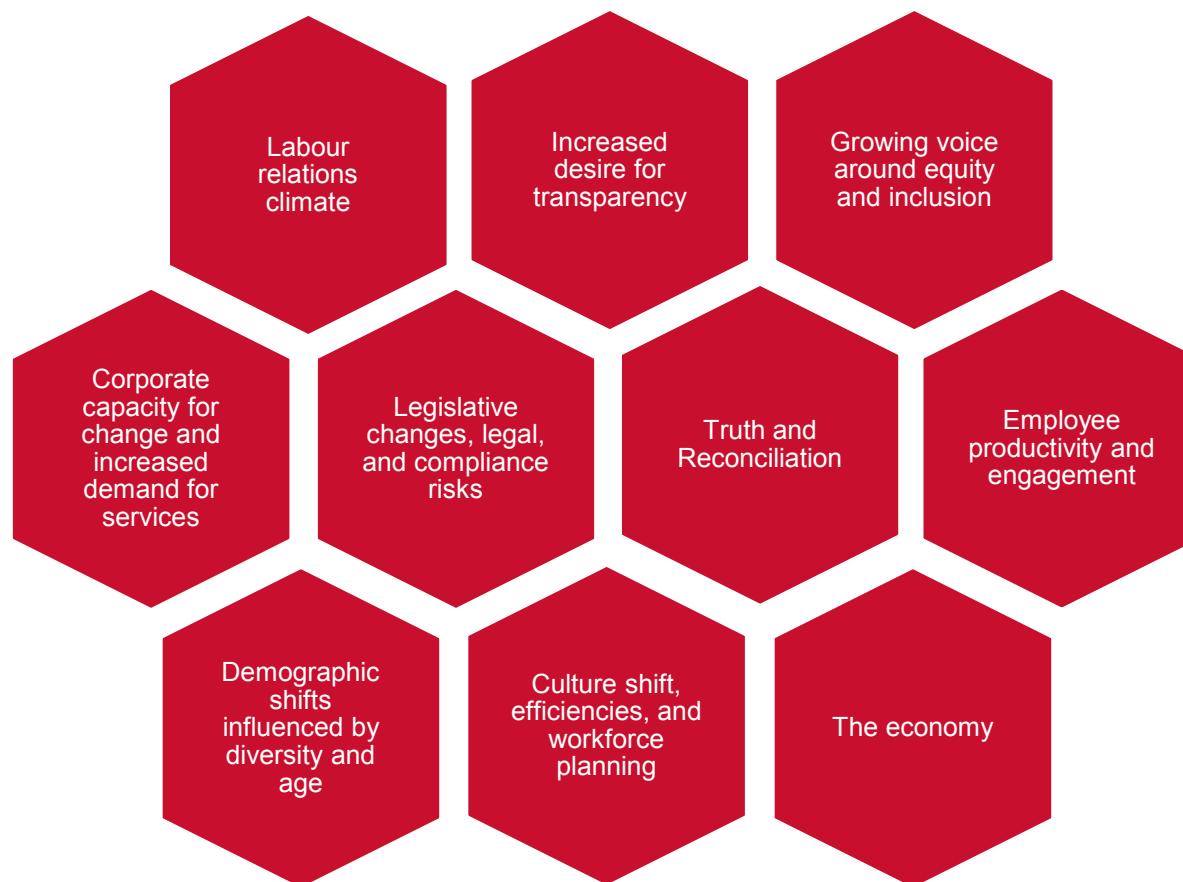 Labour
relations
climate
Increased
desire for
transparency
Growing voice
around equity
and inclusion
Corporate
capacity for
change and
increased
demand for
services
Legislative
changes, legal,
and compliance
risks
Truth and
Reconciliation
Employee
productivity and
engagement
Demographic
shifts
influenced by
diversity and
age
Culture shift,
efficiencies, and
workforce
planning
The economy